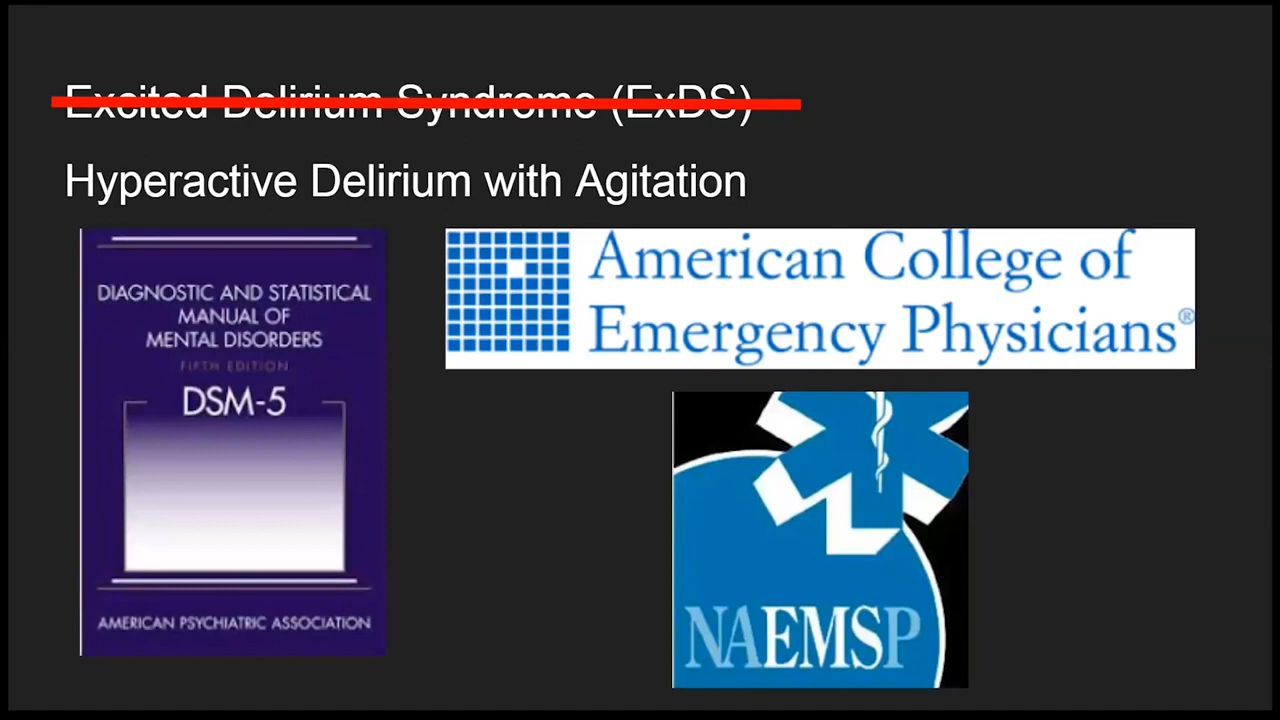 Excited Delirium Syndrome (ExDS)
Hyperactive Delirium with Agitation
DIAGNOSTIC AND STATISTICAL
MANUAL OF
MENTAL DISORDERS
FIFTH EDITION
DSM-5
AMERICAN PSYCHIATRIC ASSOCIATION
American College of
Emergency Physicians®
NAEMSP